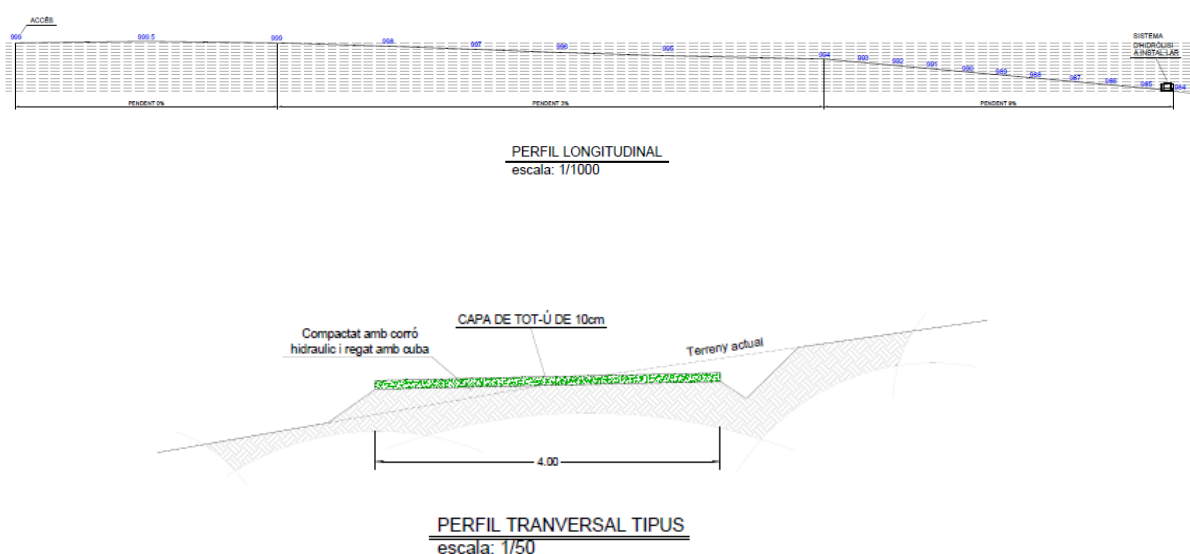 ACCÉS
999
999.5
999
998
997
996
995
994
993
992
991
990
989
988
987
986
985
984
SISTEMA
D'HIDRÒLISI
A INSTAL·LAR
PENDENT 0%
PENDENT 3%
PENDENT 9%
PERFIL LONGITUDINAL
escala: 1/1000
CAPA DE TOT-Ú DE 10cm
Compactat amb corró
hidraulic i regat amb cuba
Terreny actual
4.00
PERFIL TRANVERSAL TIPUS
escala: 1/50